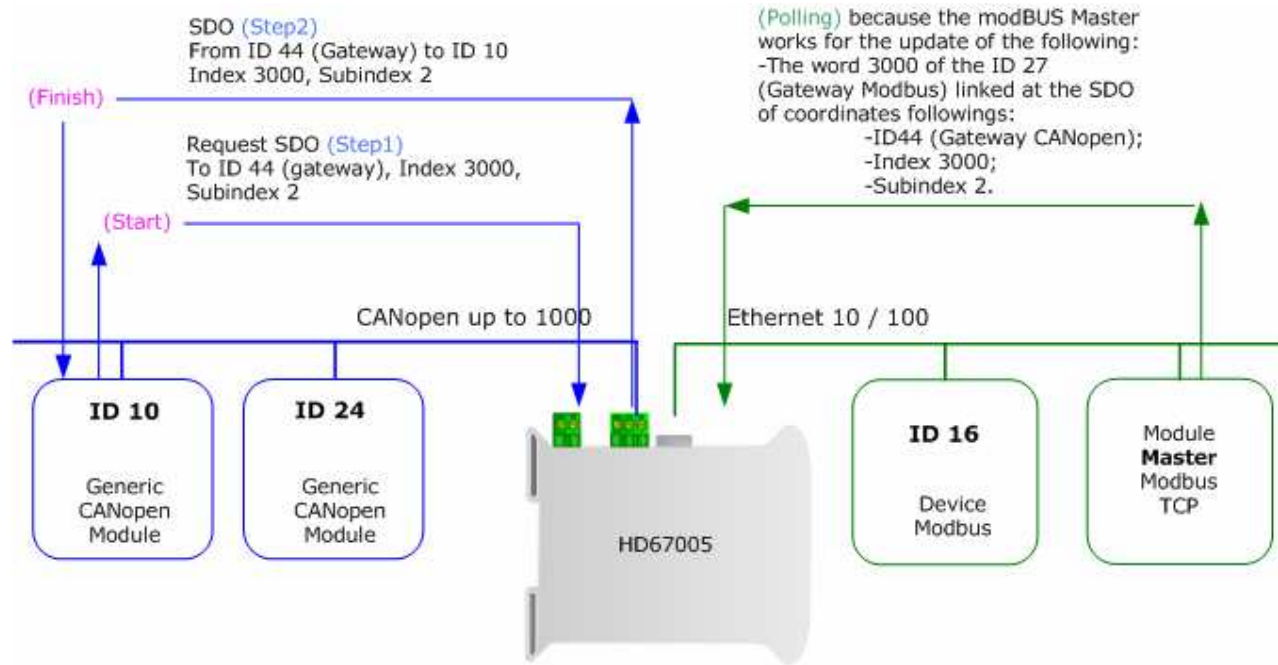 SDO (Step2)
From ID 44 (Gateway) to ID 10
Index 3000, Subindex 2
(Finish)
Request SDO (Step1)
To ID 44 (gateway), Index 3000,
Subindex 2
(Start)
(Polling) because the modBUS Master
works for the update of the following:
-The word 3000 of the ID 27
(Gateway Modbus) linked at the SDO
of coordinates followings:
-ID44 (Gateway CANopen);
-Index 3000;
-Subindex 2.
CANopen up to 1000
Ethernet 10 / 100
ID 10
Generic
CANopen
Module
ID 24
Generic
CANopen
Module
HD67005
ID 16
Device
Modbus
Module
Master
Modbus
TCP